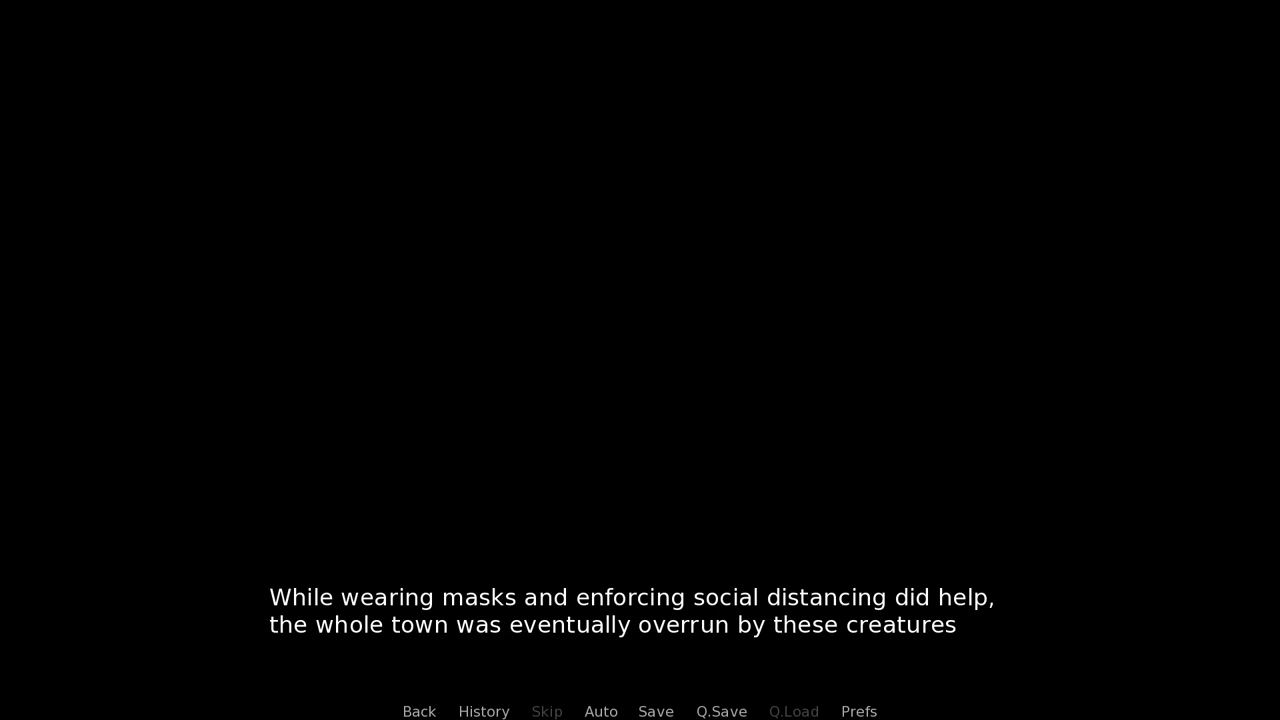 While wearing masks and enforcing social distancing did help,
the whole town was eventually overrun by these creatures
Back History Skip Auto Save Q.Save Q.Load Prefs